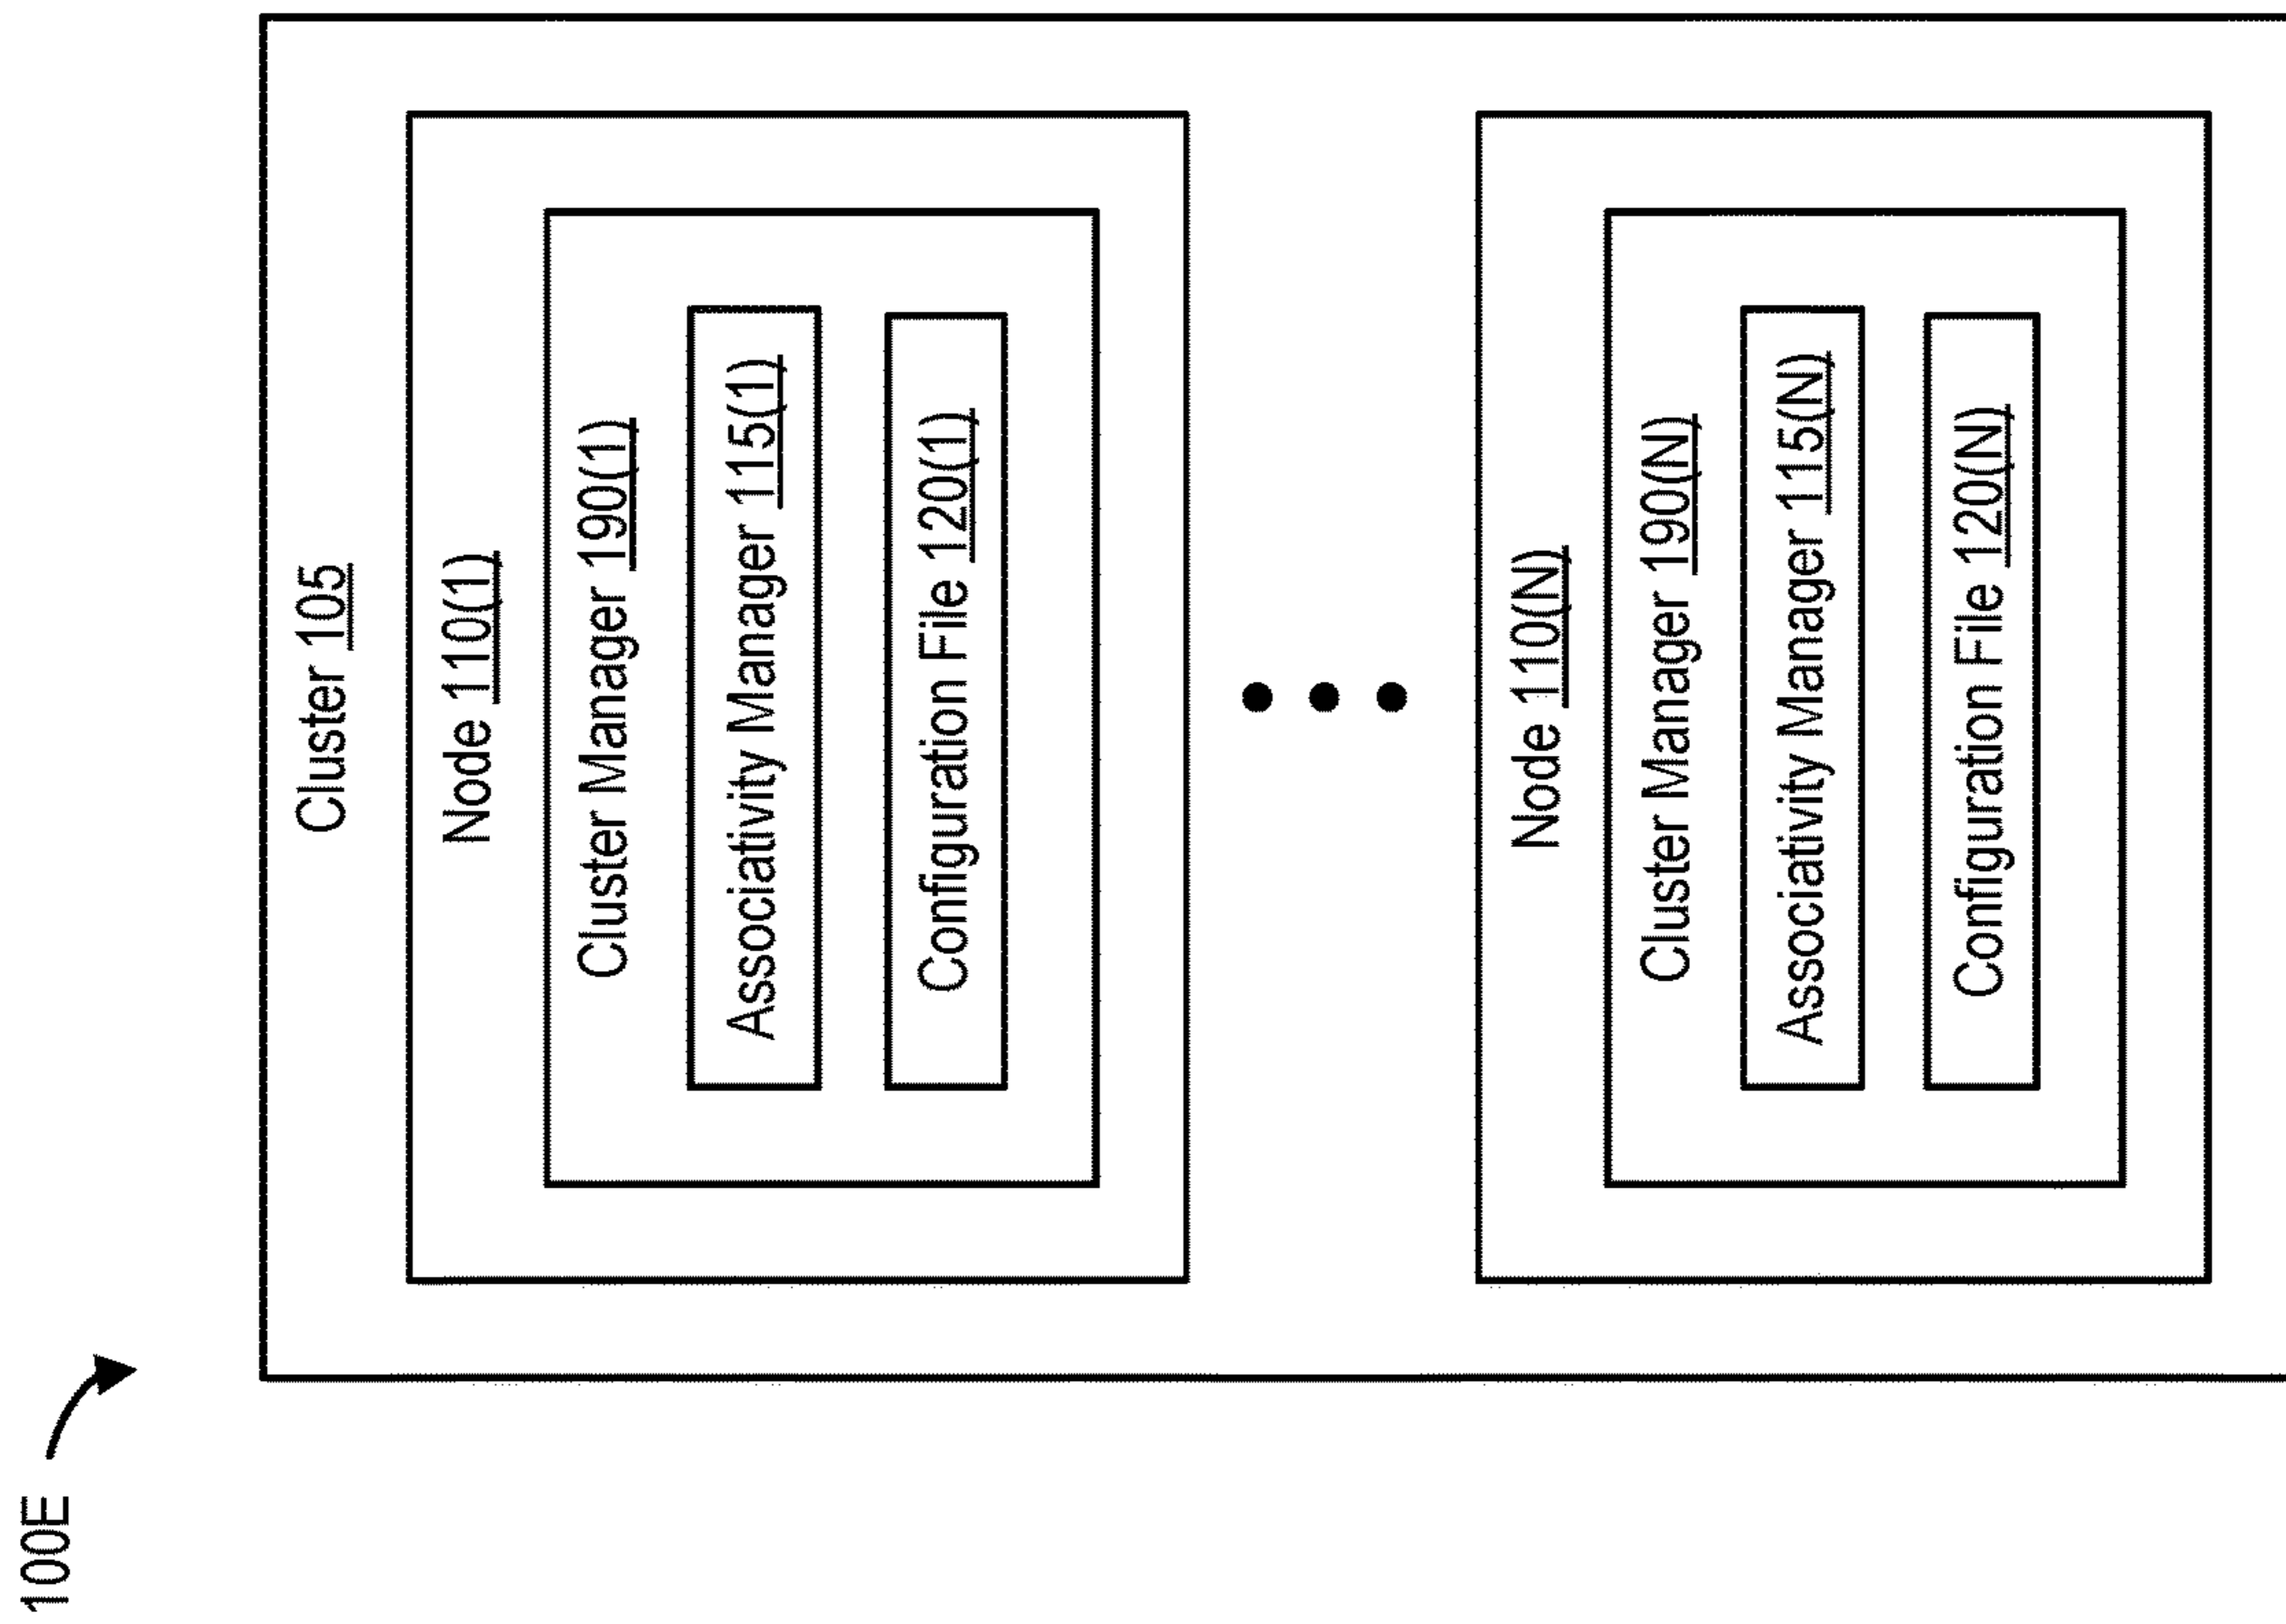 100E
Cluster 105
Node 110(1)
Cluster Manager 190(1)
Associativity Manager 115(1)
Configuration File 120(1)
Node 110(N)
Cluster Manager 190(N)
Associativity Manager 115(N)
Configuration File 120(N)